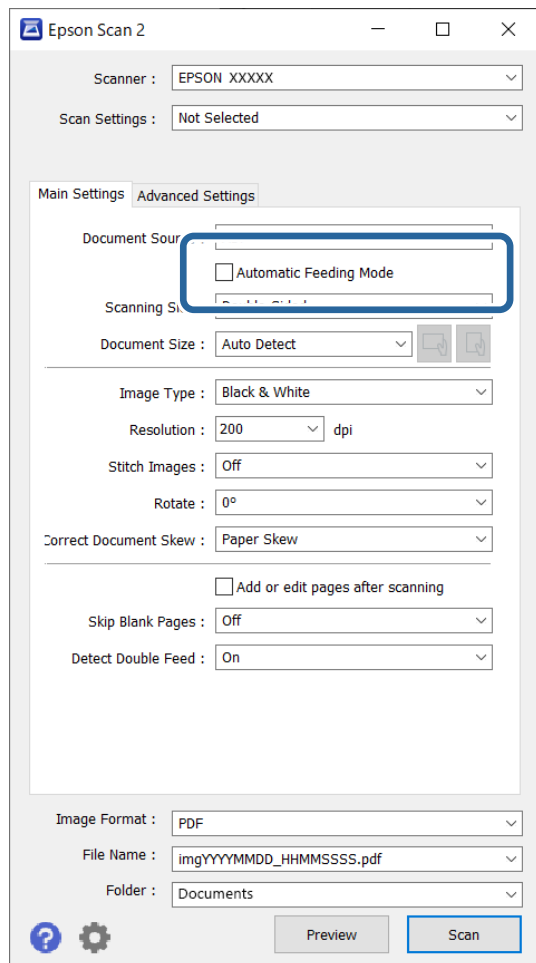 Epson Scan 2
Scanner : EPSON XXXXX
Scan Settings : Not Selected
Main Settings Advanced Settings
Document
Automatic Feeding Mode
Scanning
Document Size : Auto Detect
Image Type : Black & White
Resolution : 200 dpi
Stitch Images : Off
Rotate : 0°
Correct Document Skew : Paper Skew
Add or edit pages after scanning
Skip Blank Pages : Off
Detect Double Feed : On
Image Format : PDF
File Name : imgYYYYMMDD_HHMMSSSS.pdf
Folder : Documents
? Preview Scan